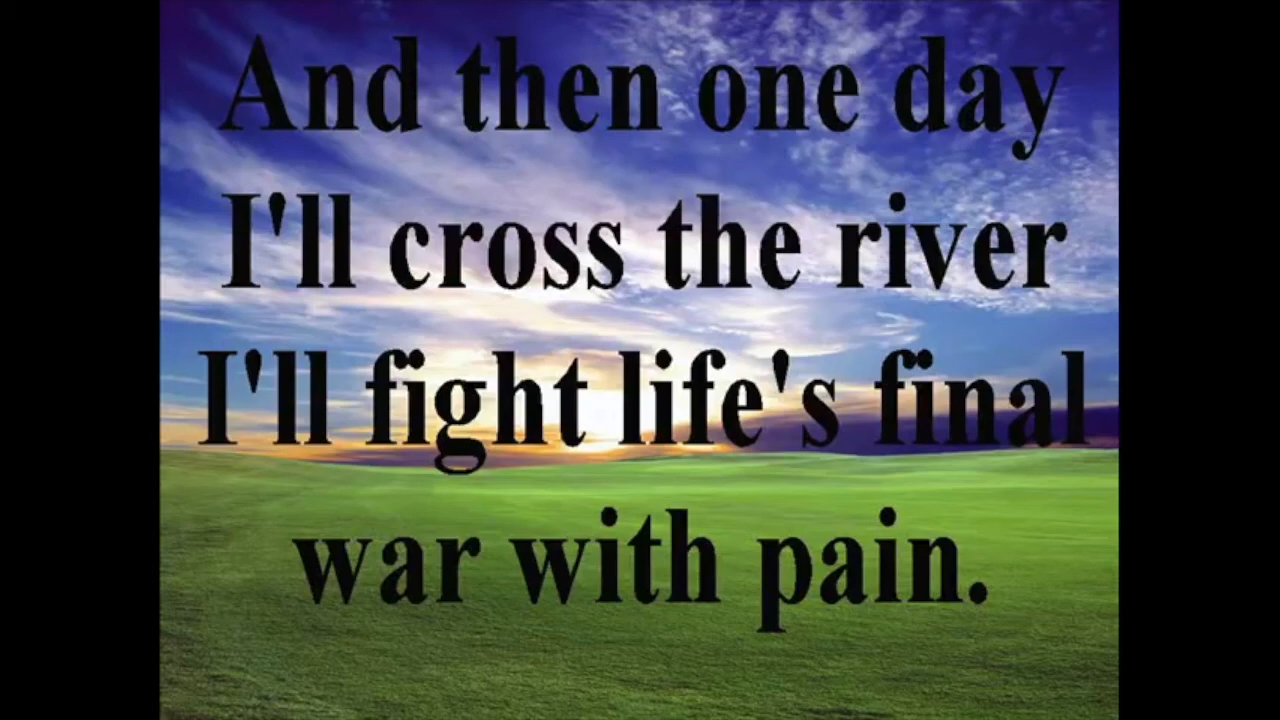 And then one day
I'll cross the river
I'll fight life's final
war with pain.